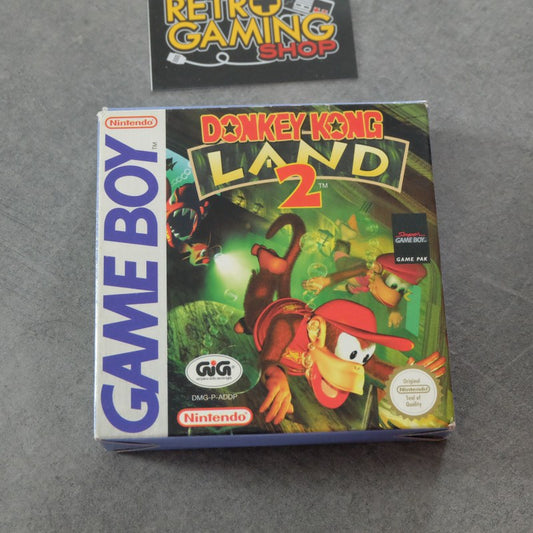 RETRO
GAMING
SHOP
Nintendo
GAME BOY
TM
DONKEY KONG
LAND
2
TM
Super
GAME BOY
GAME PAK
GIG
DMG-P-ADDP
Nintendo
Original
Nintendo
Seal of
Quality